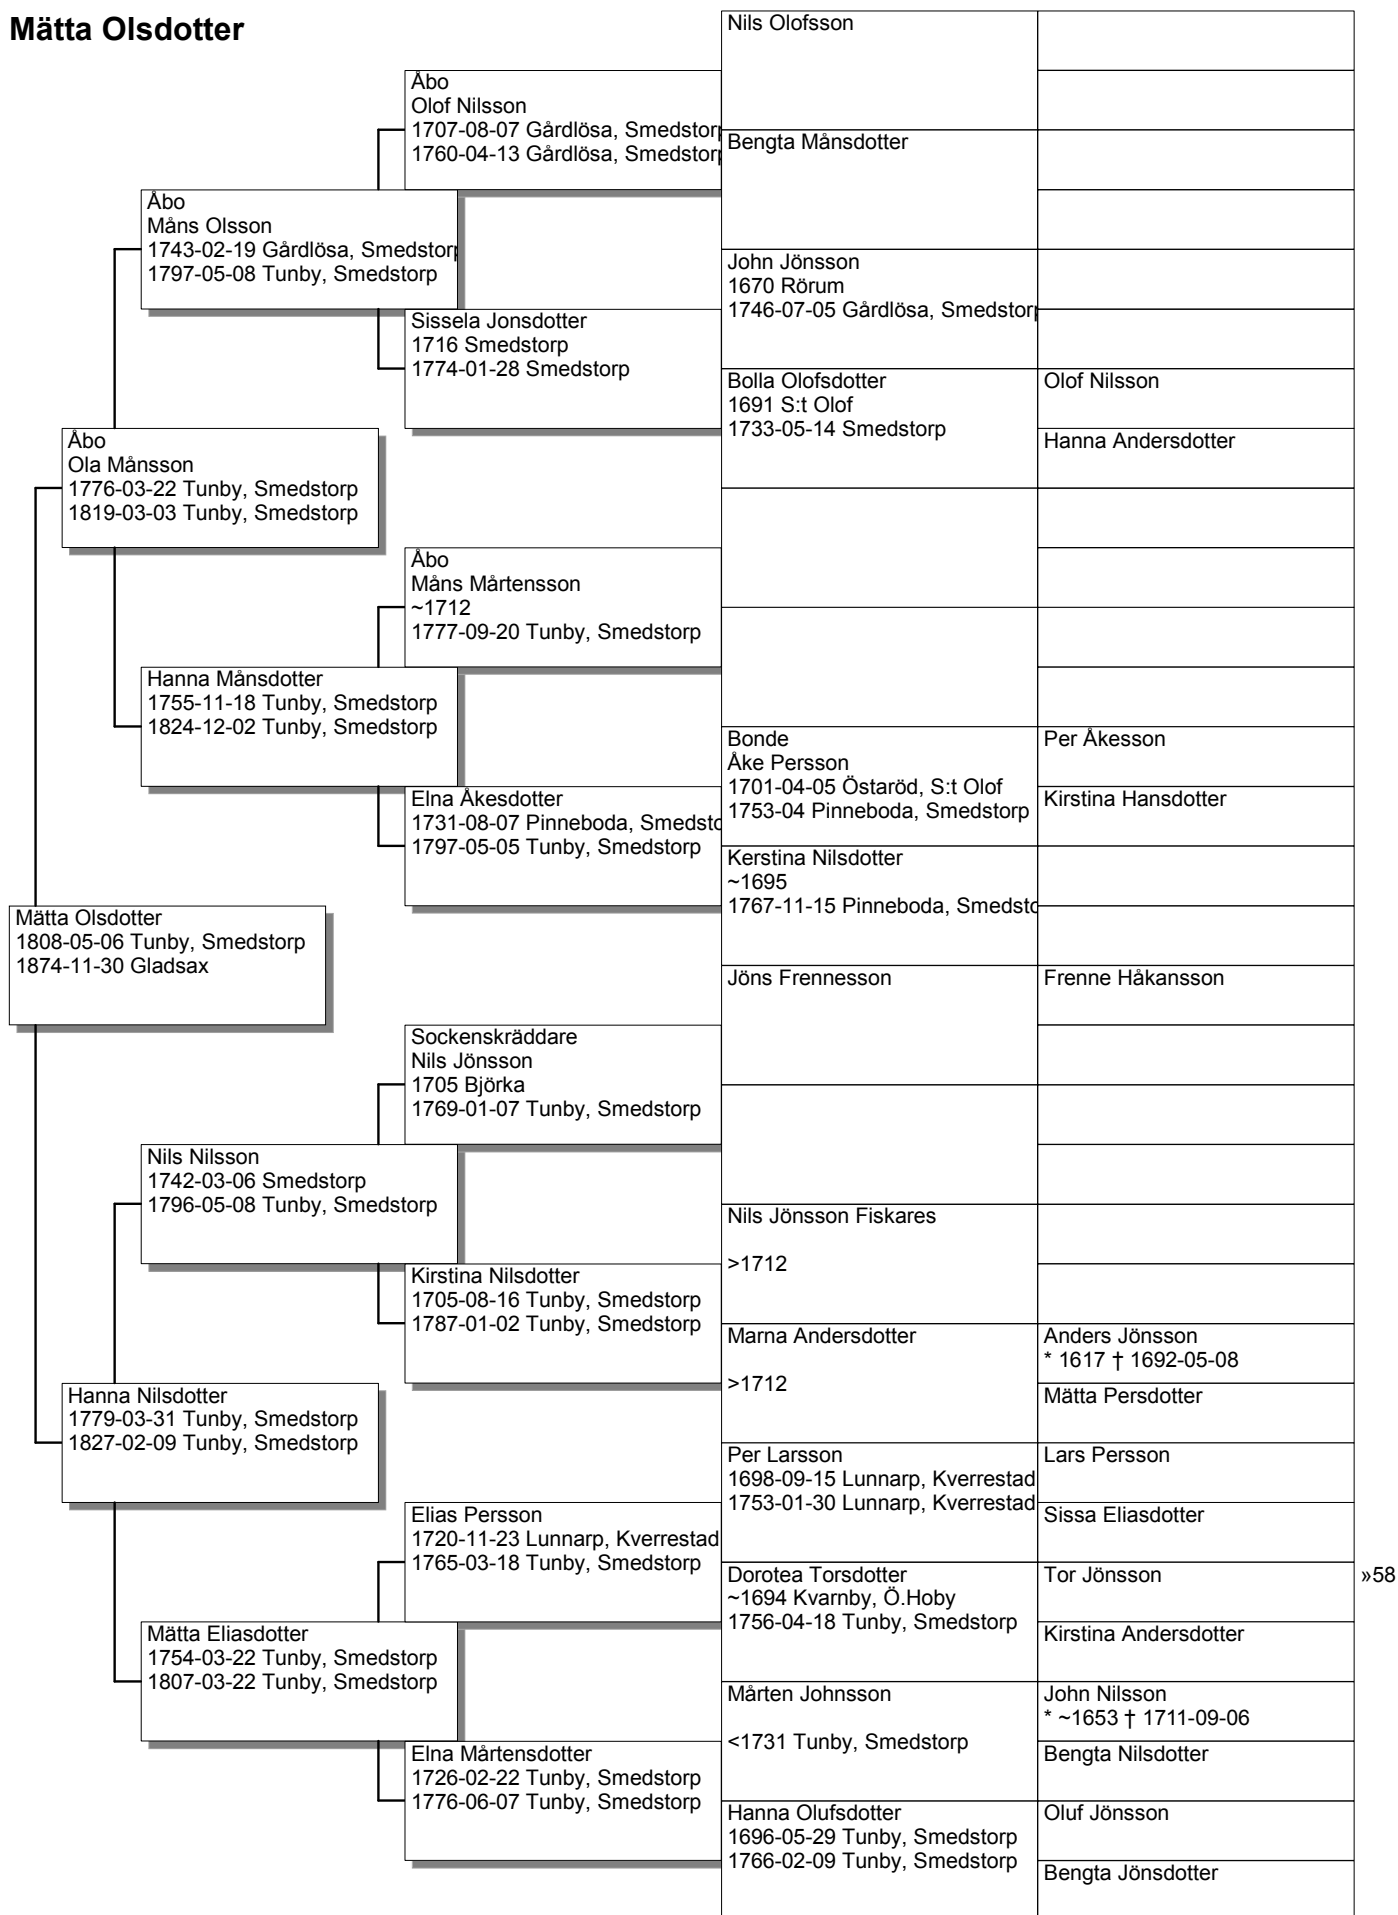 Mätta Olsdotter
Mätta Olsdotter
1808-05-06 Tunby, Smedstorp
1874-11-30 Gladsax
Åbo
Ola Månsson
1776-03-22 Tunby, Smedstorp
1819-03-03 Tunby, Smedstorp
Hanna Nilsdotter
1779-03-31 Tunby, Smedstorp
1827-02-09 Tunby, Smedstorp
Åbo
Måns Olsson
1743-02-19 Gårdlösa, Smedstorp
1797-05-08 Tunby, Smedstorp
Hanna Månsdotter
1755-11-18 Tunby, Smedstorp
1824-12-02 Tunby, Smedstorp
Nils Nilsson
1742-03-06 Smedstorp
1796-05-08 Tunby, Smedstorp
Mätta Eliasdotter
1754-03-22 Tunby, Smedstorp
1807-03-22 Tunby, Smedstorp
Åbo
Olof Nilsson
1707-08-07 Gårdlösa, Smedstorp
1760-04-13 Gårdlösa, Smedstorp
Sissela Jonsdotter
1716 Smedstorp
1774-01-28 Smedstorp
Åbo
Måns Mårtensson
~1712
1777-09-20 Tunby, Smedstorp
Elna Åkesdotter
1731-08-07 Pinneboda, Smedsto
1797-05-05 Tunby, Smedstorp
Sockenskräddare
Nils Jönsson
1705 Björka
1769-01-07 Tunby, Smedstorp
Kirstina Nilsdotter
1705-08-16 Tunby, Smedstorp
1787-01-02 Tunby, Smedstorp
Elias Persson
1720-11-23 Lunnarp, Kverrestad
1765-03-18 Tunby, Smedstorp
Elna Mårtensdotter
1726-02-22 Tunby, Smedstorp
1776-06-07 Tunby, Smedstorp
Nils Olofsson
Bengta Månsdotter
John Jönsson
1670 Rörum
1746-07-05 Gårdlösa, Smedstorp
Bolla Olofsdotter
1691 S:t Olof
1733-05-14 Smedstorp
Bonde
Åke Persson
1701-04-05 Östaröd, S:t Olof
1753-04 Pinneboda, Smedstorp
Kerstina Nilsdotter
~1695
1767-11-15 Pinneboda, Smedsto
Jöns Frennesson
Nils Jönsson Fiskares
>1712
Marna Andersdotter
>1712
Per Larsson
1698-09-15 Lunnarp, Kverrestad
1753-01-30 Lunnarp, Kverrestad
Dorotea Torsdotter
~1694 Kvarnby, Ö.Hoby
1756-04-18 Tunby, Smedstorp
Mårten Johnsson
<1731 Tunby, Smedstorp
Hanna Olufsdotter
1696-05-29 Tunby, Smedstorp
1766-02-09 Tunby, Smedstorp
Olof Nilsson
Hanna Andersdotter
Per Åkesson
Kirstina Hansdotter
Frenne Håkansson
Anders Jönsson
* 1617 † 1692-05-08
Mätta Persdotter
Lars Persson
Sissa Eliasdotter
Tor Jönsson
»58
Kirstina Andersdotter
John Nilsson
* ~1653 † 1711-09-06
Bengta Nilsdotter
Oluf Jönsson
Bengta Jönsdotter